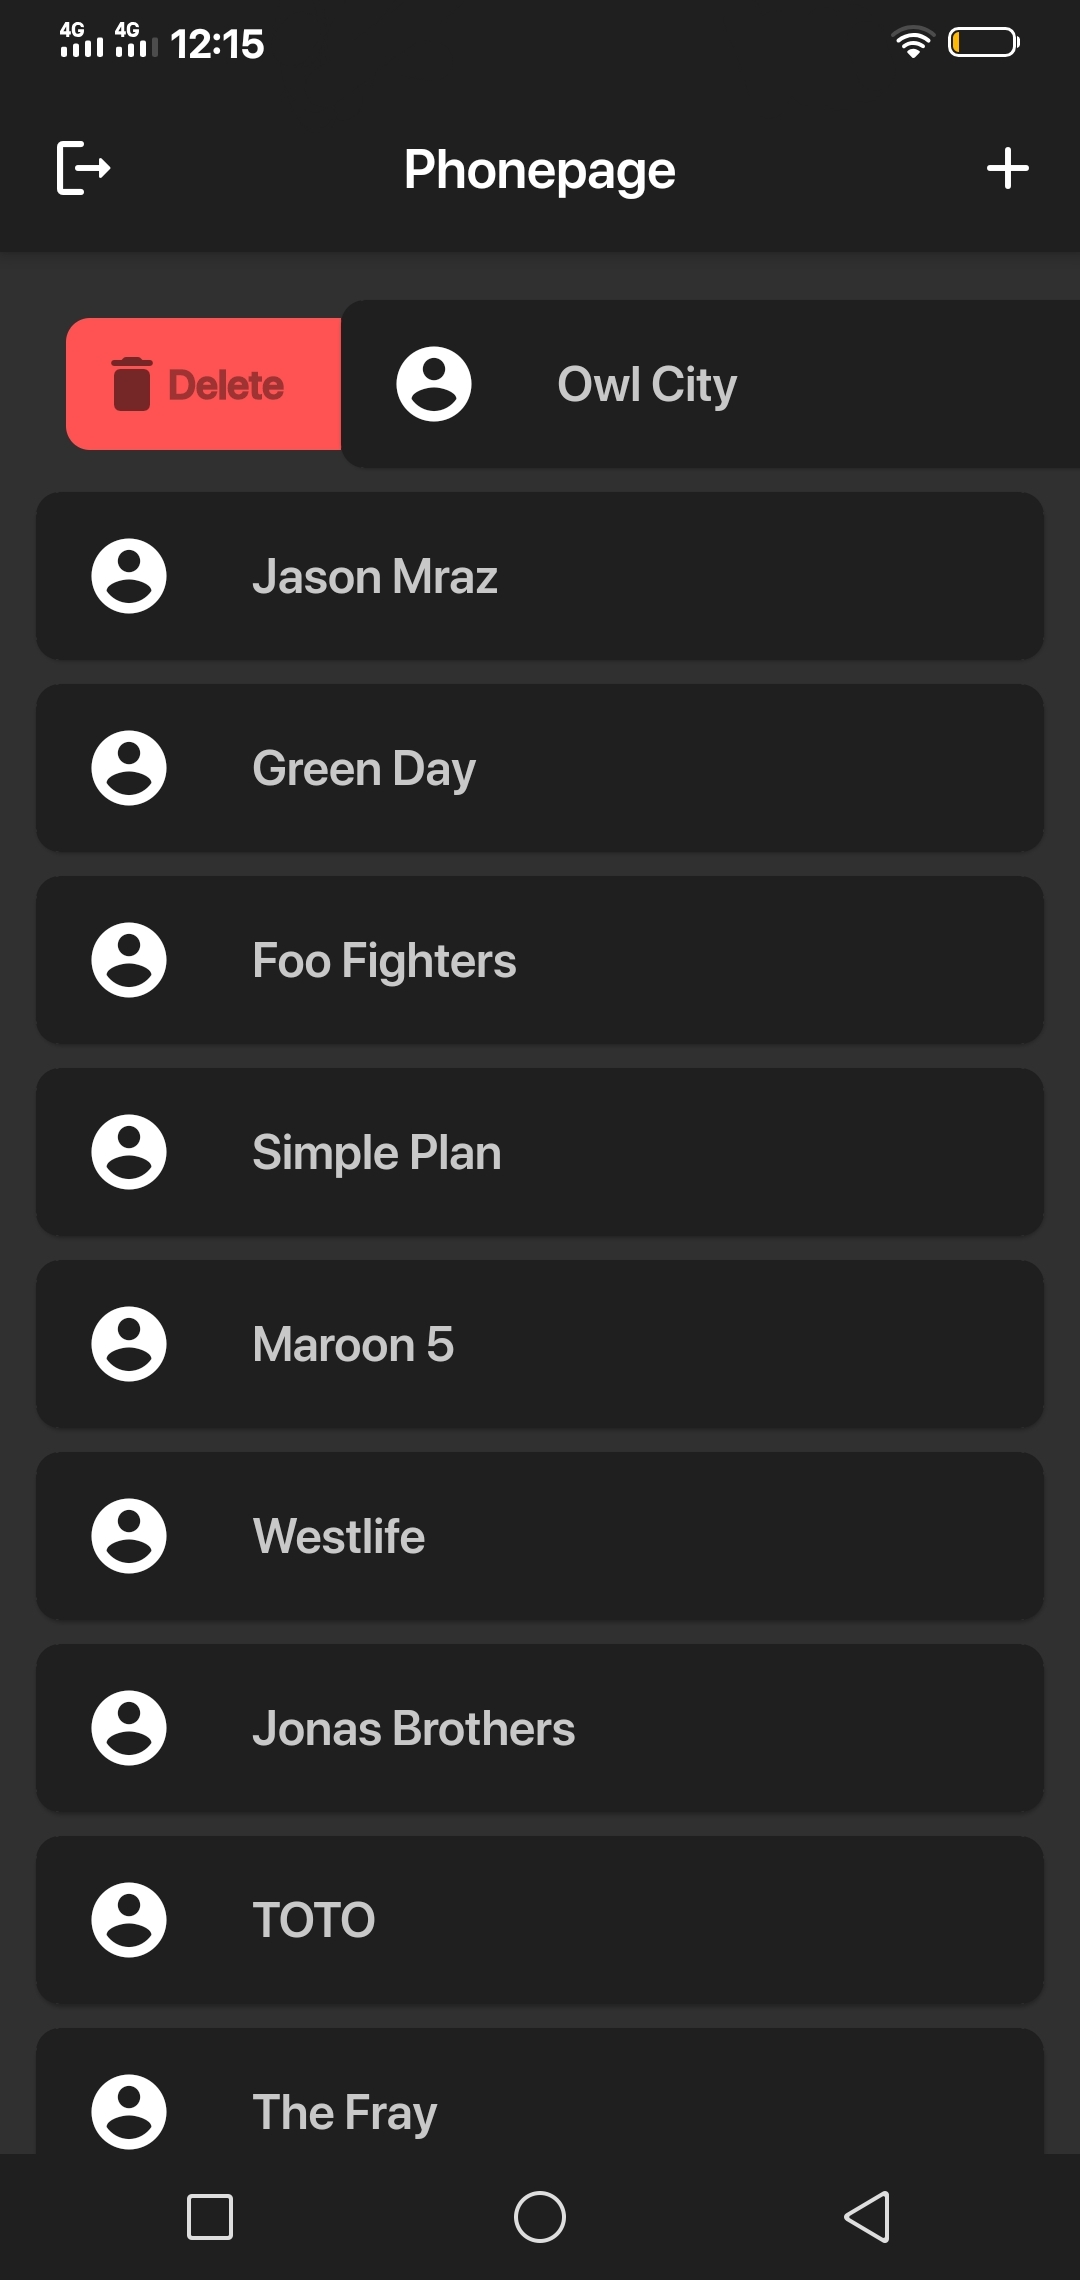 4G 4G 12:15
Phonepage
Delete Owl City
Jason Mraz
Green Day
Foo Fighters
Simple Plan
Maroon 5
Westlife
Jonas Brothers
TOTO
The Fray